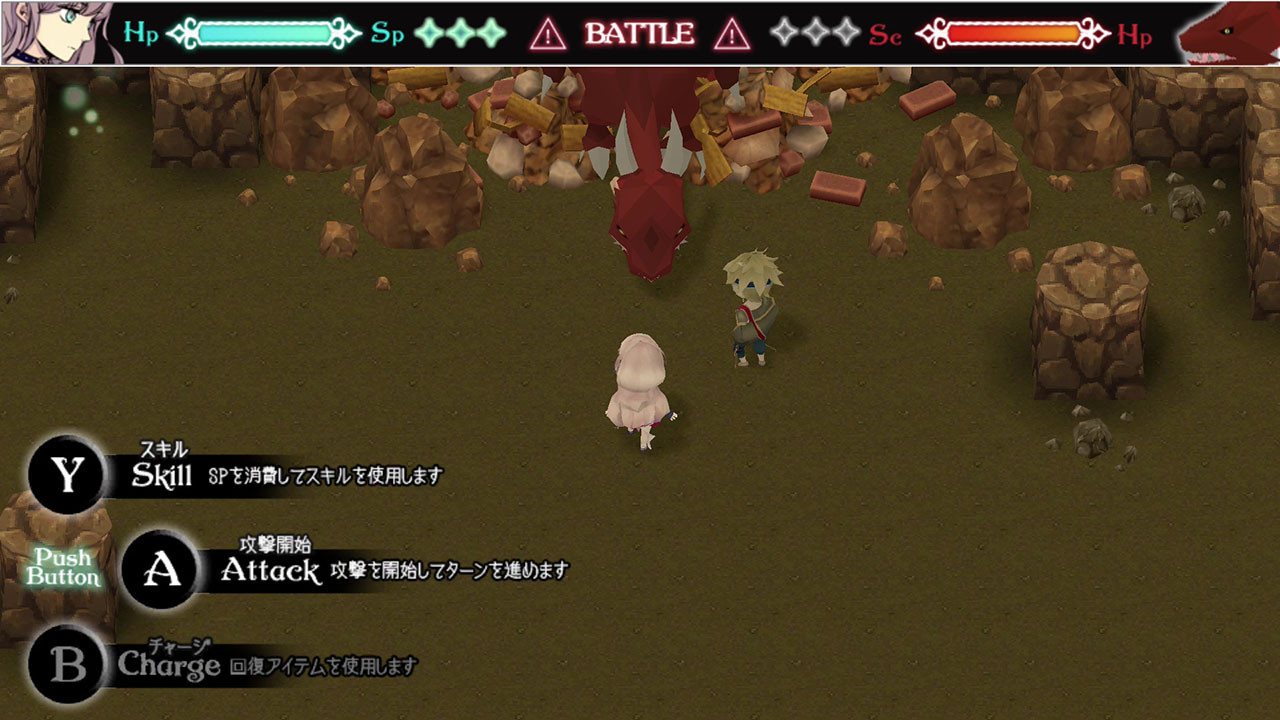 Hp Sp BATTLE Sc Hp
スキル
Y Skill SPを消費してスキルを使用します
攻撃開始
Push Button A Attack 攻撃を開始してターンを進めます
チャージ
B Charge 回復アイテムを使用します